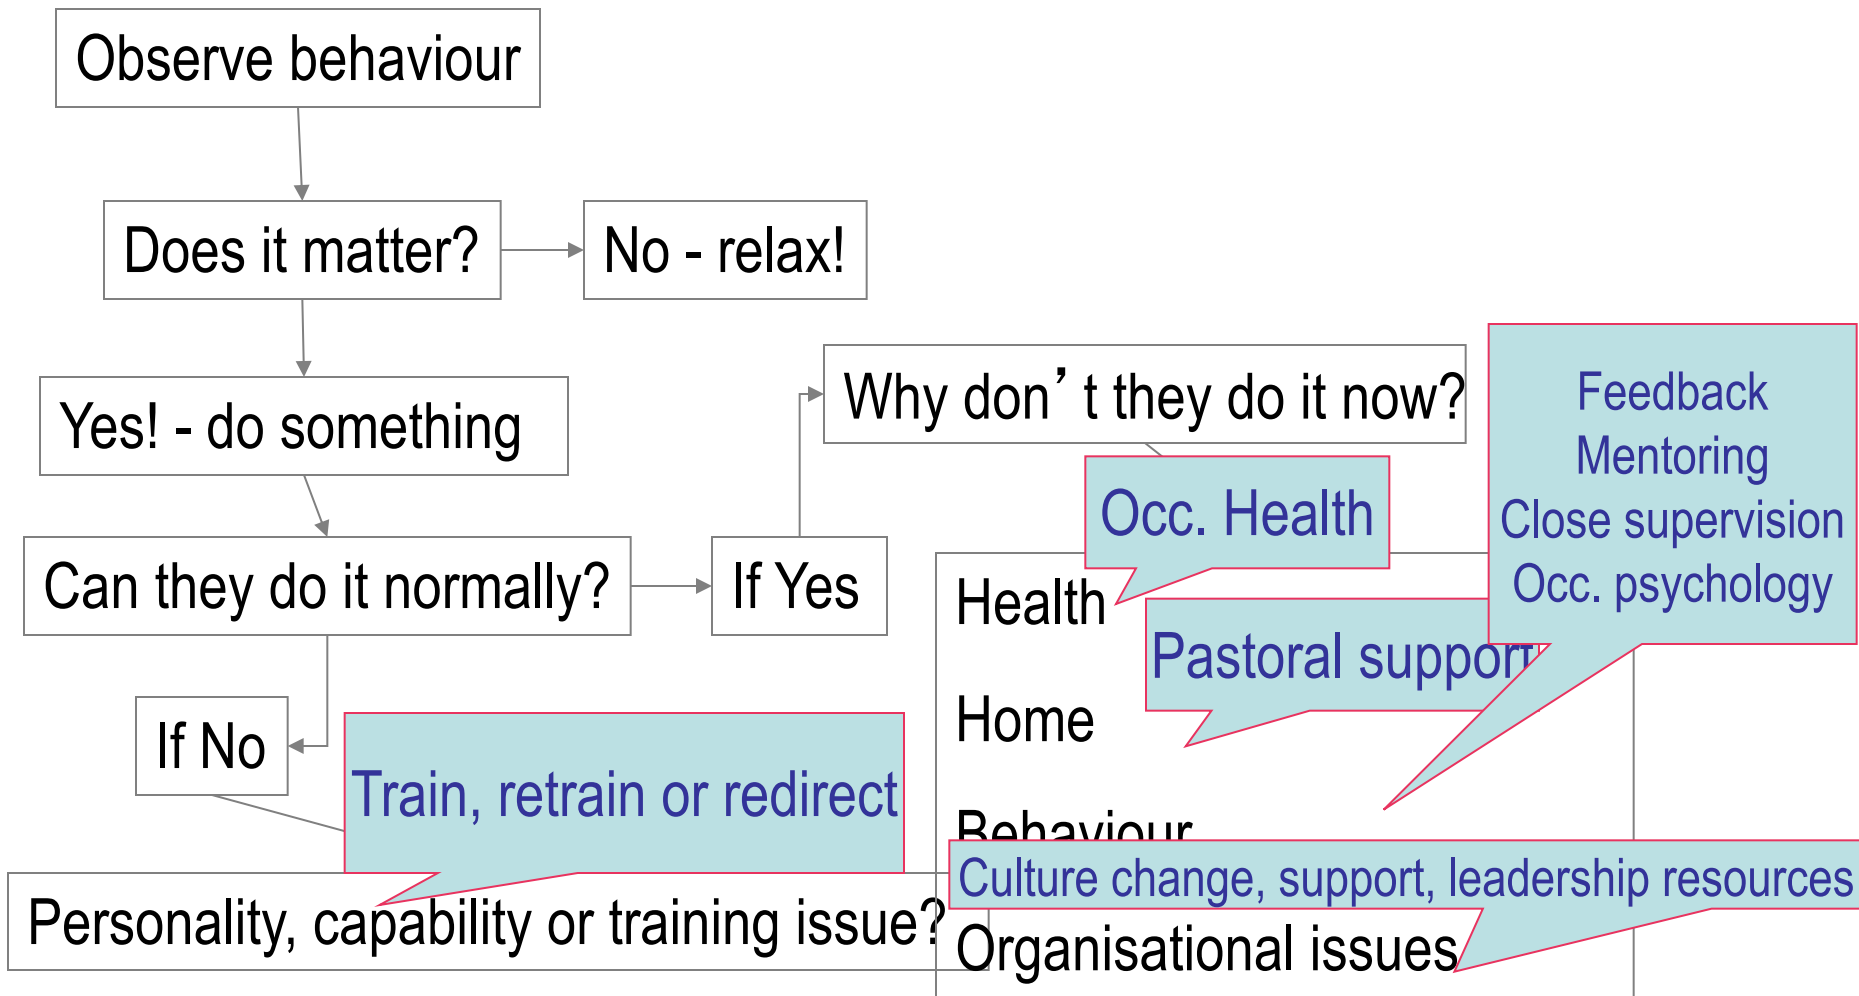 Observe behaviour
Does it matter?
No - relax!
Yes! - do something
Why don’t they do it now?
Feedback
Mentoring
Close supervision
Occ. psychology
Occ. Health
Can they do it normally?
If Yes
Health
Pastoral support
Home
If No
Train, retrain or redirect
Behaviour
Culture change, support, leadership resources
Personality, capability or training issue?
Organisational issues